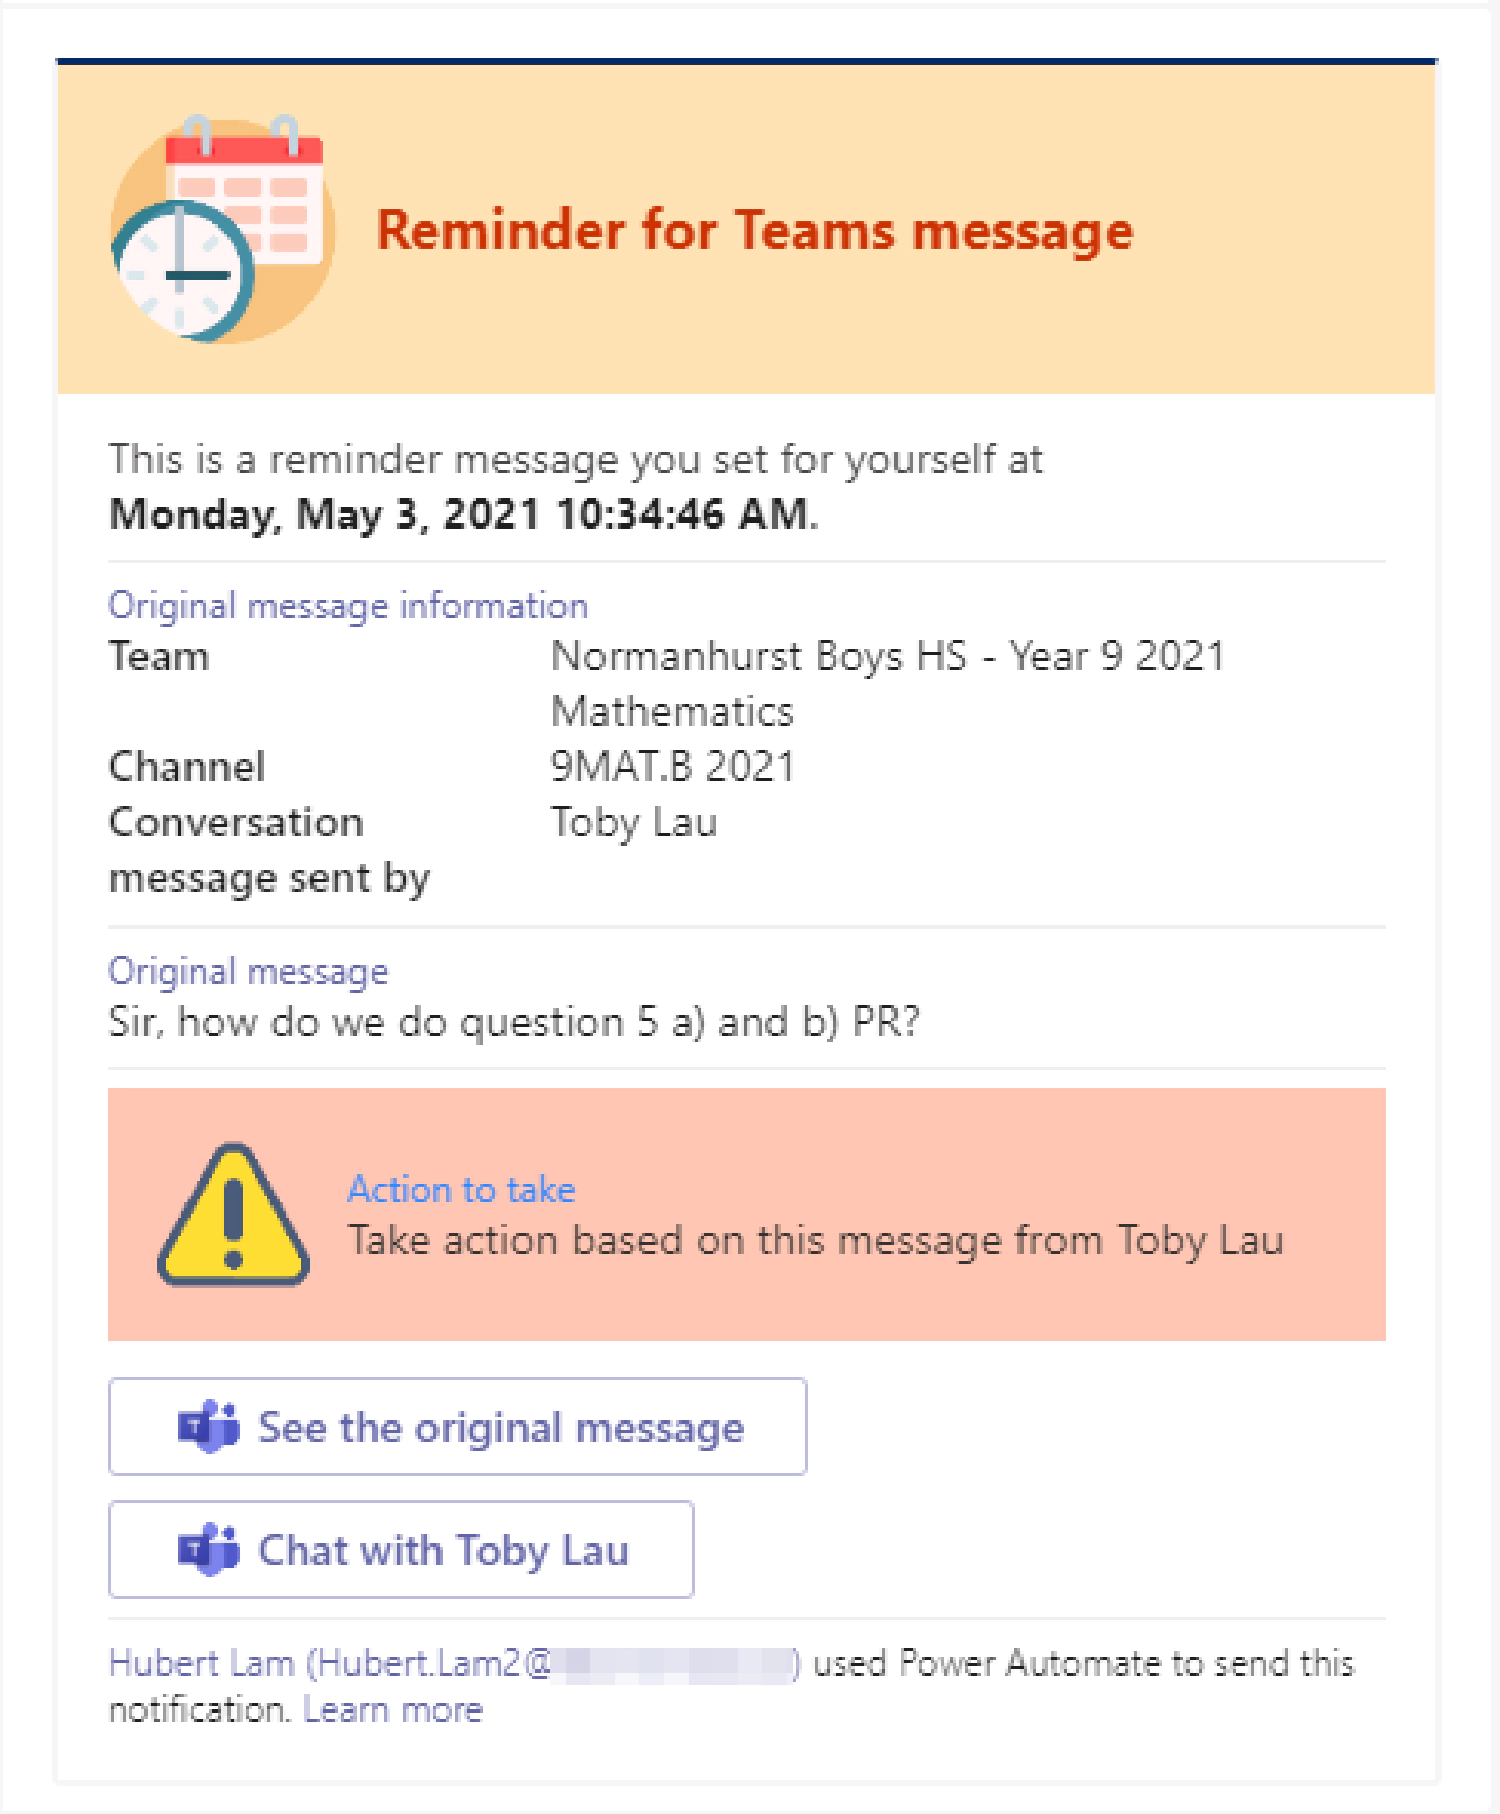 Reminder for Teams message
This is a reminder message you set for yourself at
Monday, May 3, 2021 10:34:46 AM.
Original message information
Team Normanhurst Boys HS - Year 9 2021
Mathematics
Channel 9MAT.B 2021
Conversation Toby Lau
message sent by
Original message
Sir, how do we do question 5 a) and b) PR?
Action to take
Take action based on this message from Toby Lau
T See the original message
T Chat with Toby Lau
Hubert Lam (Hubert.Lam2@ ) used Power Automate to send this
notification. Learn more